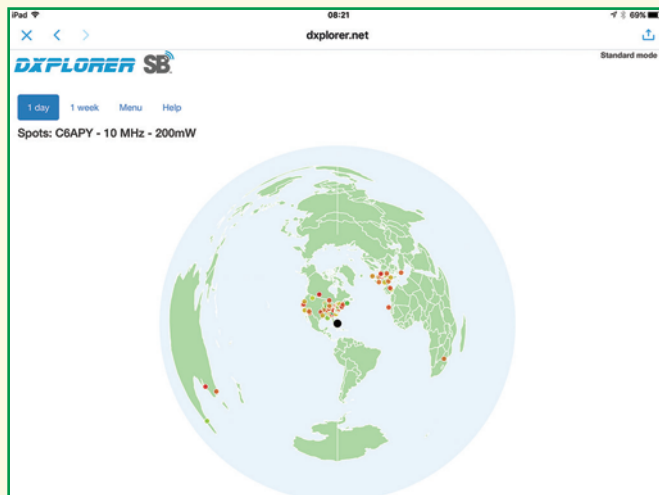 iPad 08:21 69%
dxplorer.net
DXPLORER SB
Standard mode
1 day 1 week Menu Help
Spots: C6APY - 10 MHz - 200mW